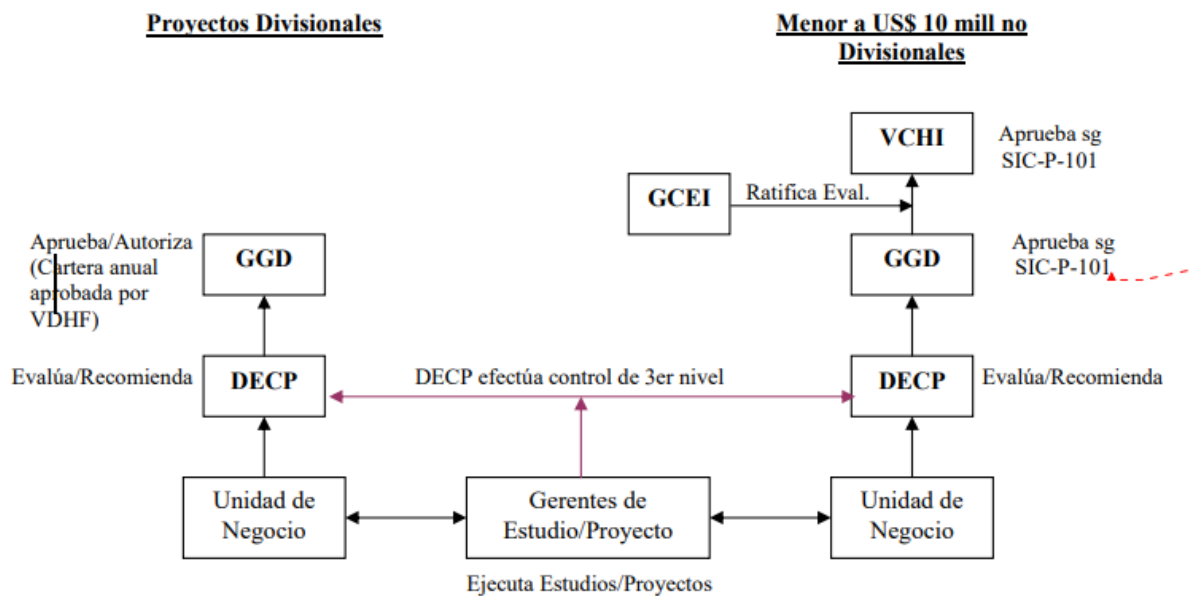 Proyectos Divisionales
Menor a US$ 10 mill no
Divisionales
VCHI
Aprueba sg
SIC-P-101
GCEI
Ratifica Eval.
Aprueba/Autoriza
(Cartera anual
aprobada por
VDHF)
GGD
GGD
Aprueba sg
SIC-P-101
Evalúa/Recomienda
DECP
DECP efectúa control de 3er nivel
DECP
Evalúa/Recomienda
Unidad de
Negocio
Gerentes de
Estudio/Proyecto
Unidad de
Negocio
Ejecuta Estudios/Proyectos